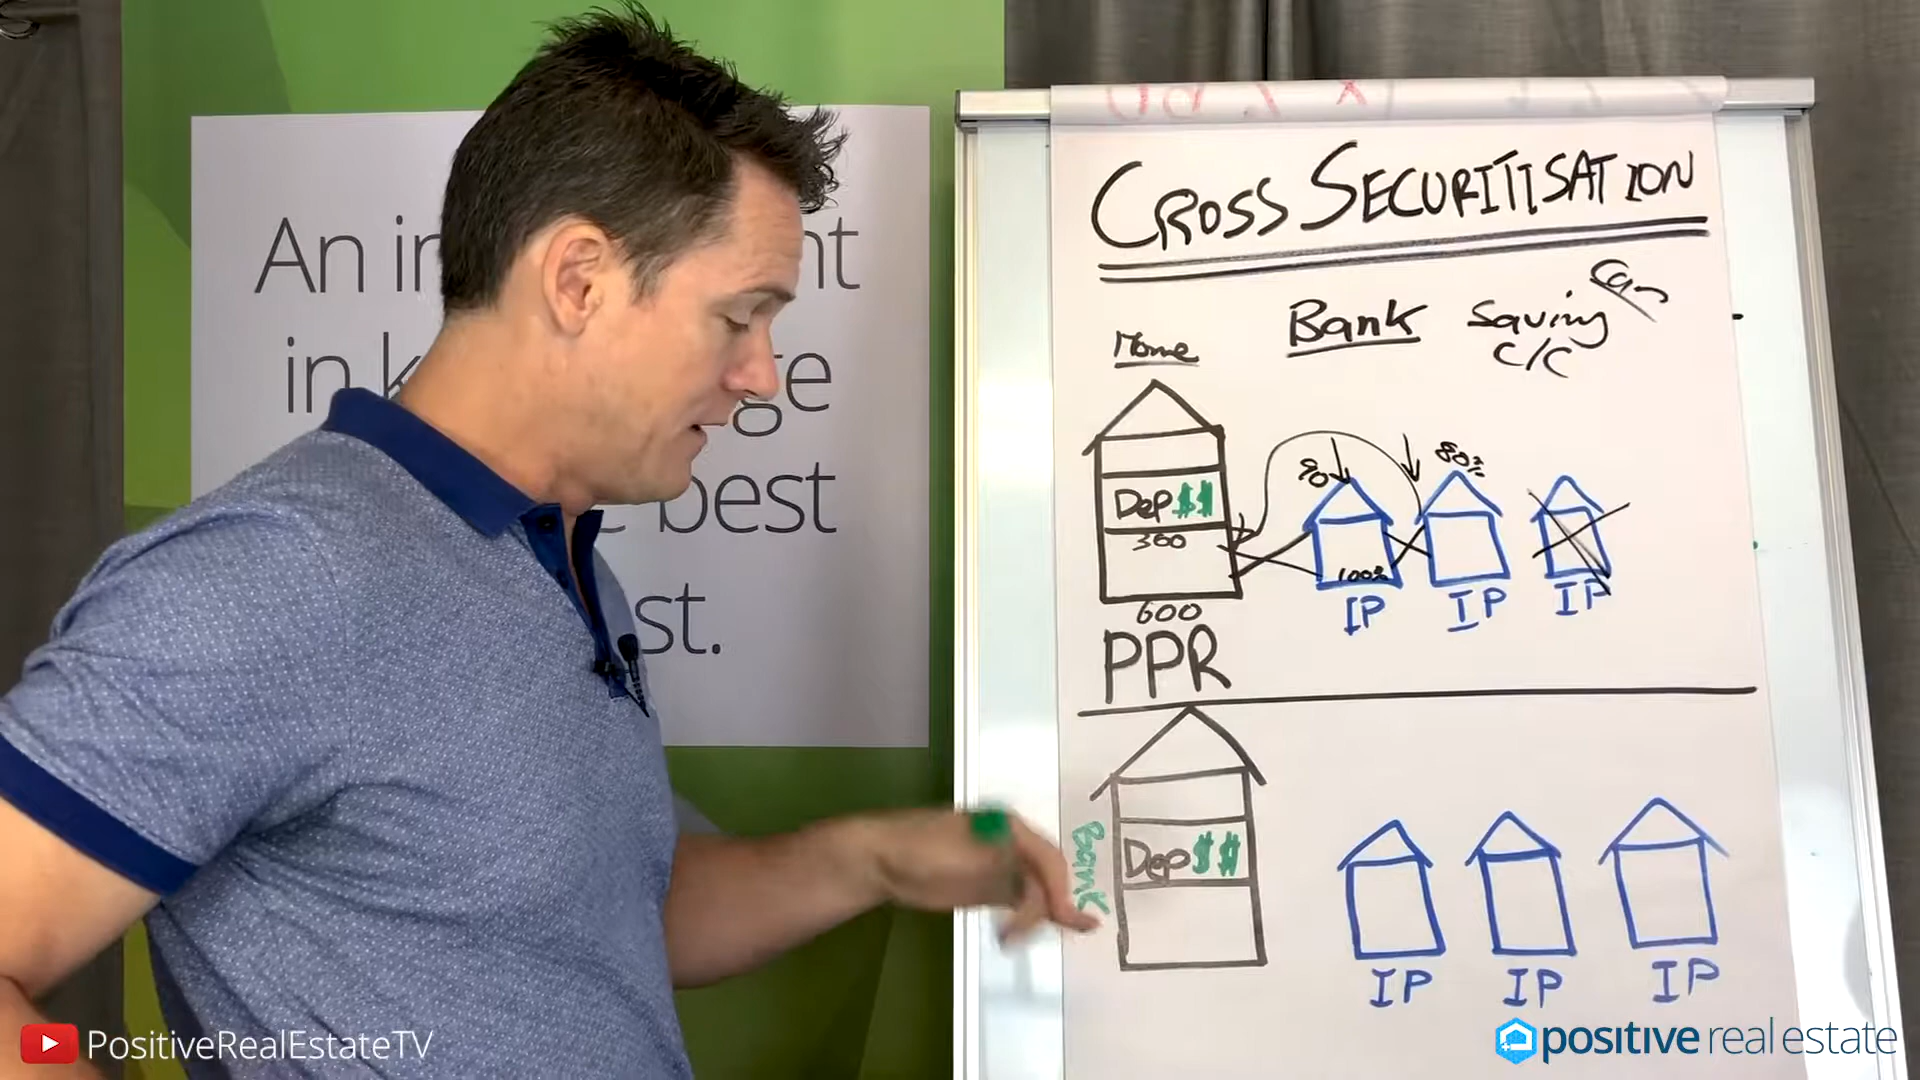 An in nt
in k ge
e best
st.
CROSS SECURITISATION
Home
Bank
Saving
C/C
80
80%
Dep $$
300
100%
600
IP
IP
IP
PPR
Bank
Dep $$
IP
IP
IP
PositiveRealEstateTV
positive real estate